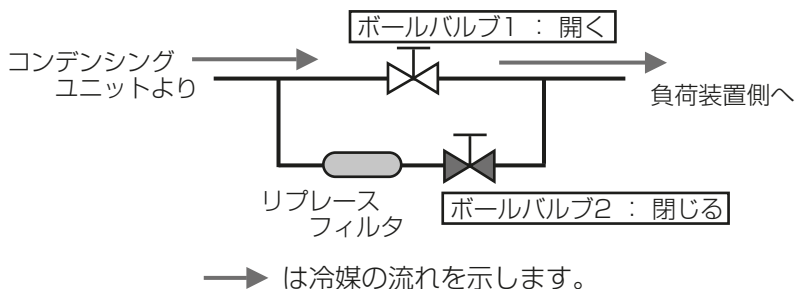 ボールバルブ1 : 開く
コンデンシング
ユニットより
負荷装置側へ
リプレース
フィルタ
ボールバルブ2 : 閉じる
は冷媒の流れを示します。